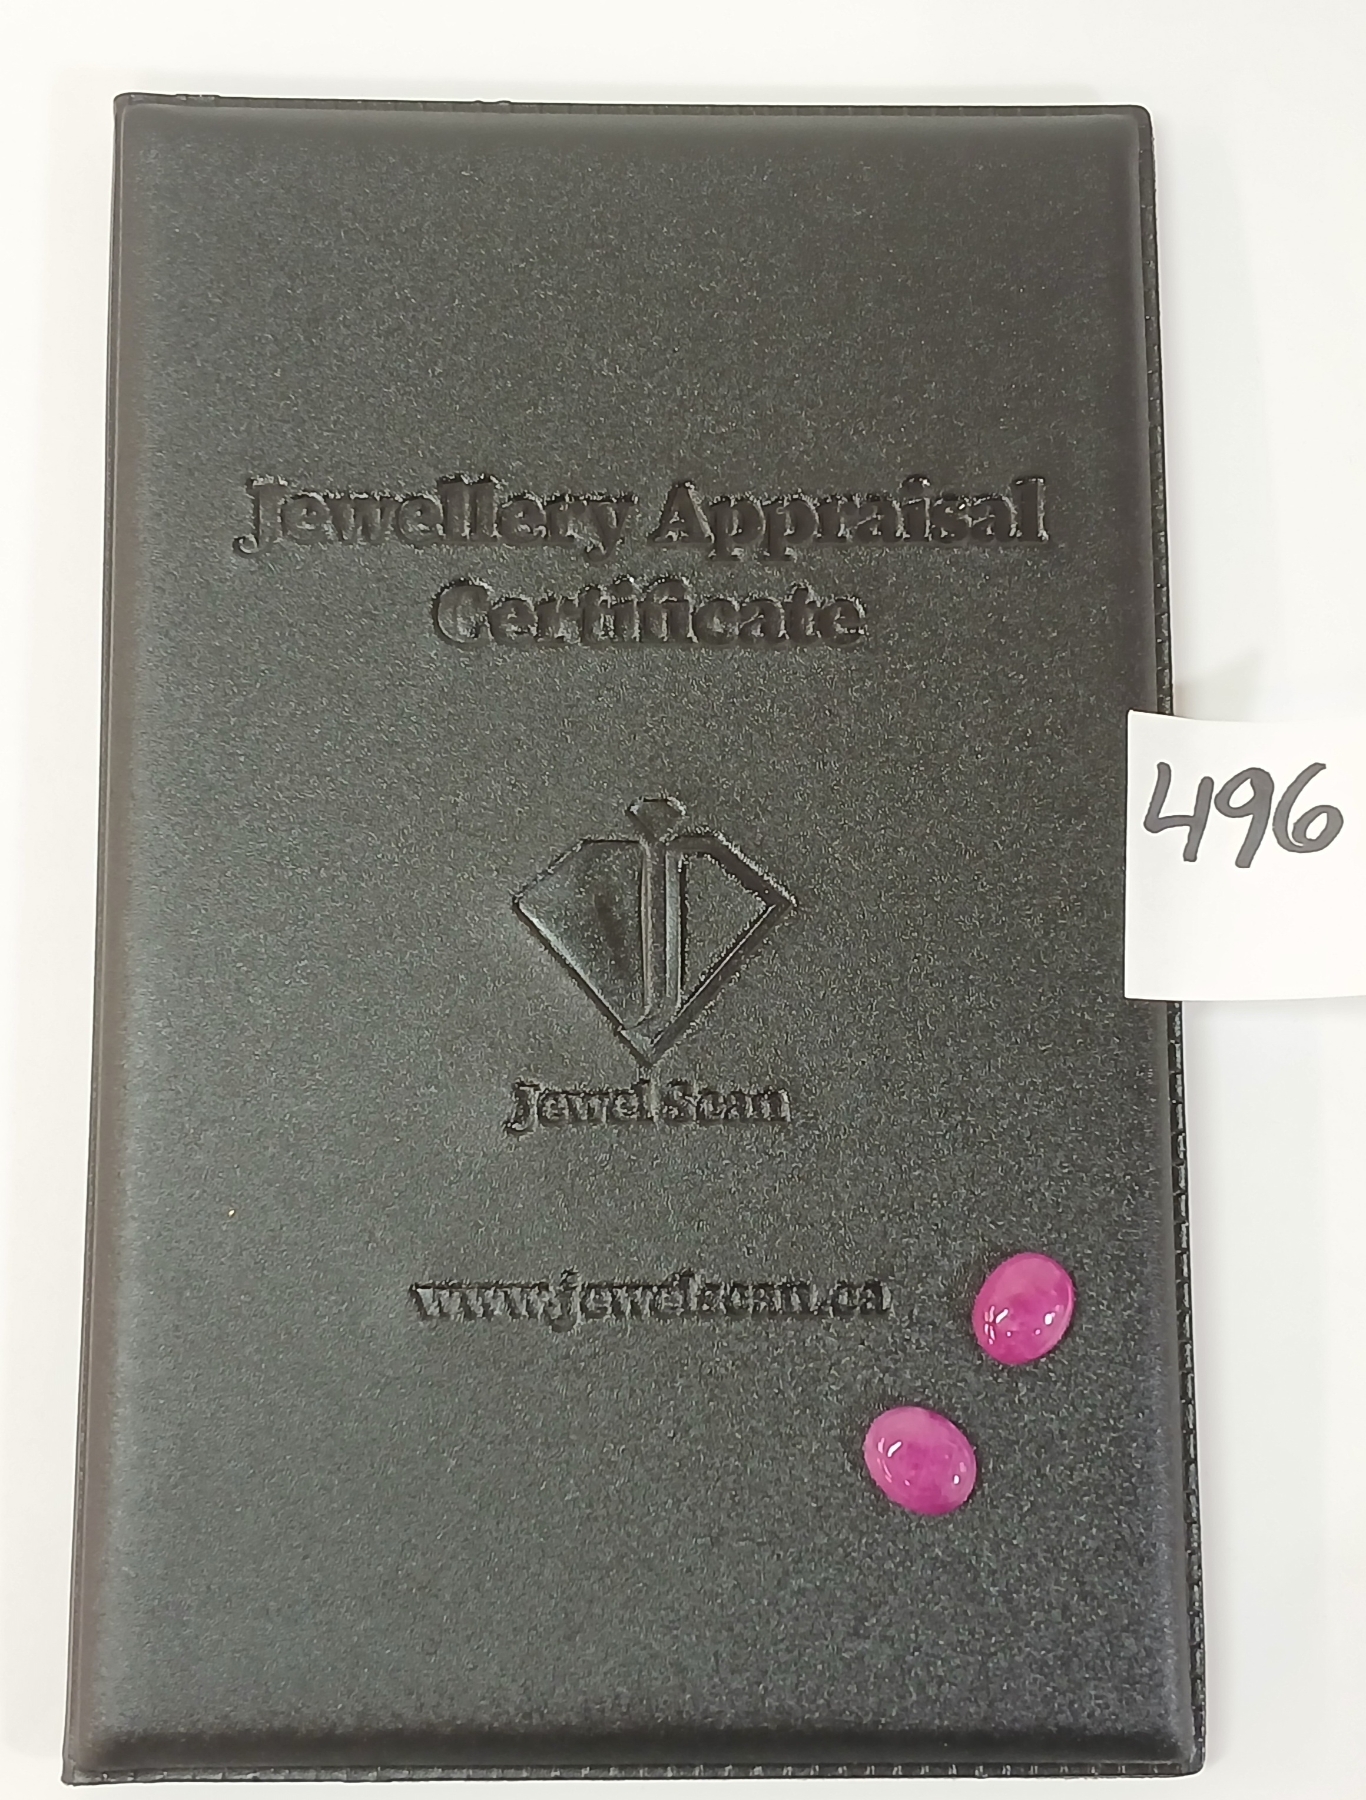 Jewellery Appraisal
Certificate
496
Jewel Scan
www.jewelscan.ca